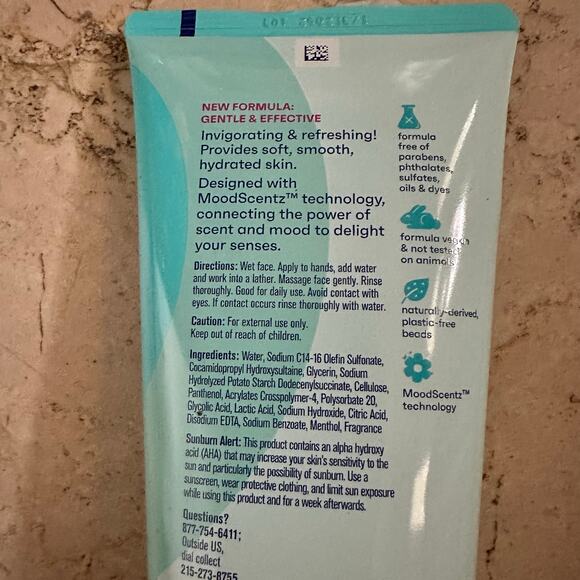 NEW FORMULA:
GENTLE & EFFECTIVE
Invigorating & refreshing!
Provides soft, smooth,
hydrated skin.
Designed with
MoodScentz™ technology,
connecting the power of
scent and mood to delight
your senses.
Directions: Wet face. Apply to hands, add water
and work into a lather. Massage face gently. Rinse
thoroughly. Good for daily use. Avoid contact with
eyes. If contact occurs rinse thoroughly with water.
Caution: For external use only.
Keep out of reach of children.
Ingredients: Water, Sodium C14-16 Olefin Sulfonate,
Cocamidopropyl Hydroxysultaine, Glycerin, Sodium
Hydrolyzed Potato Starch Dodecenylsuccinate, Cellulose,
Panthenol, Acrylates Crosspolymer-4, Polysorbate 20,
Glycolic Acid, Lactic Acid, Sodium Hydroxide, Citric Acid,
Disodium EDTA, Sodium Benzoate, Menthol, Fragrance
Sunburn Alert: This product contains an alpha hydroxy
acid (AHA) that may increase your skin's sensitivity to the
sun and particularly the possibility of sunburn. Use a
sunscreen, wear protective clothing, and limit sun exposure
while using this product and for a week afterwards.
Questions?
877-754-6411;
Outside US,
dial collect
215-273-8755
formula
free of
parabens,
phthalates,
sulfates,
oils & dyes
formula vegan
& not tested
on animals
naturally-derived,
plastic-free
beads
MoodScentz™
technology